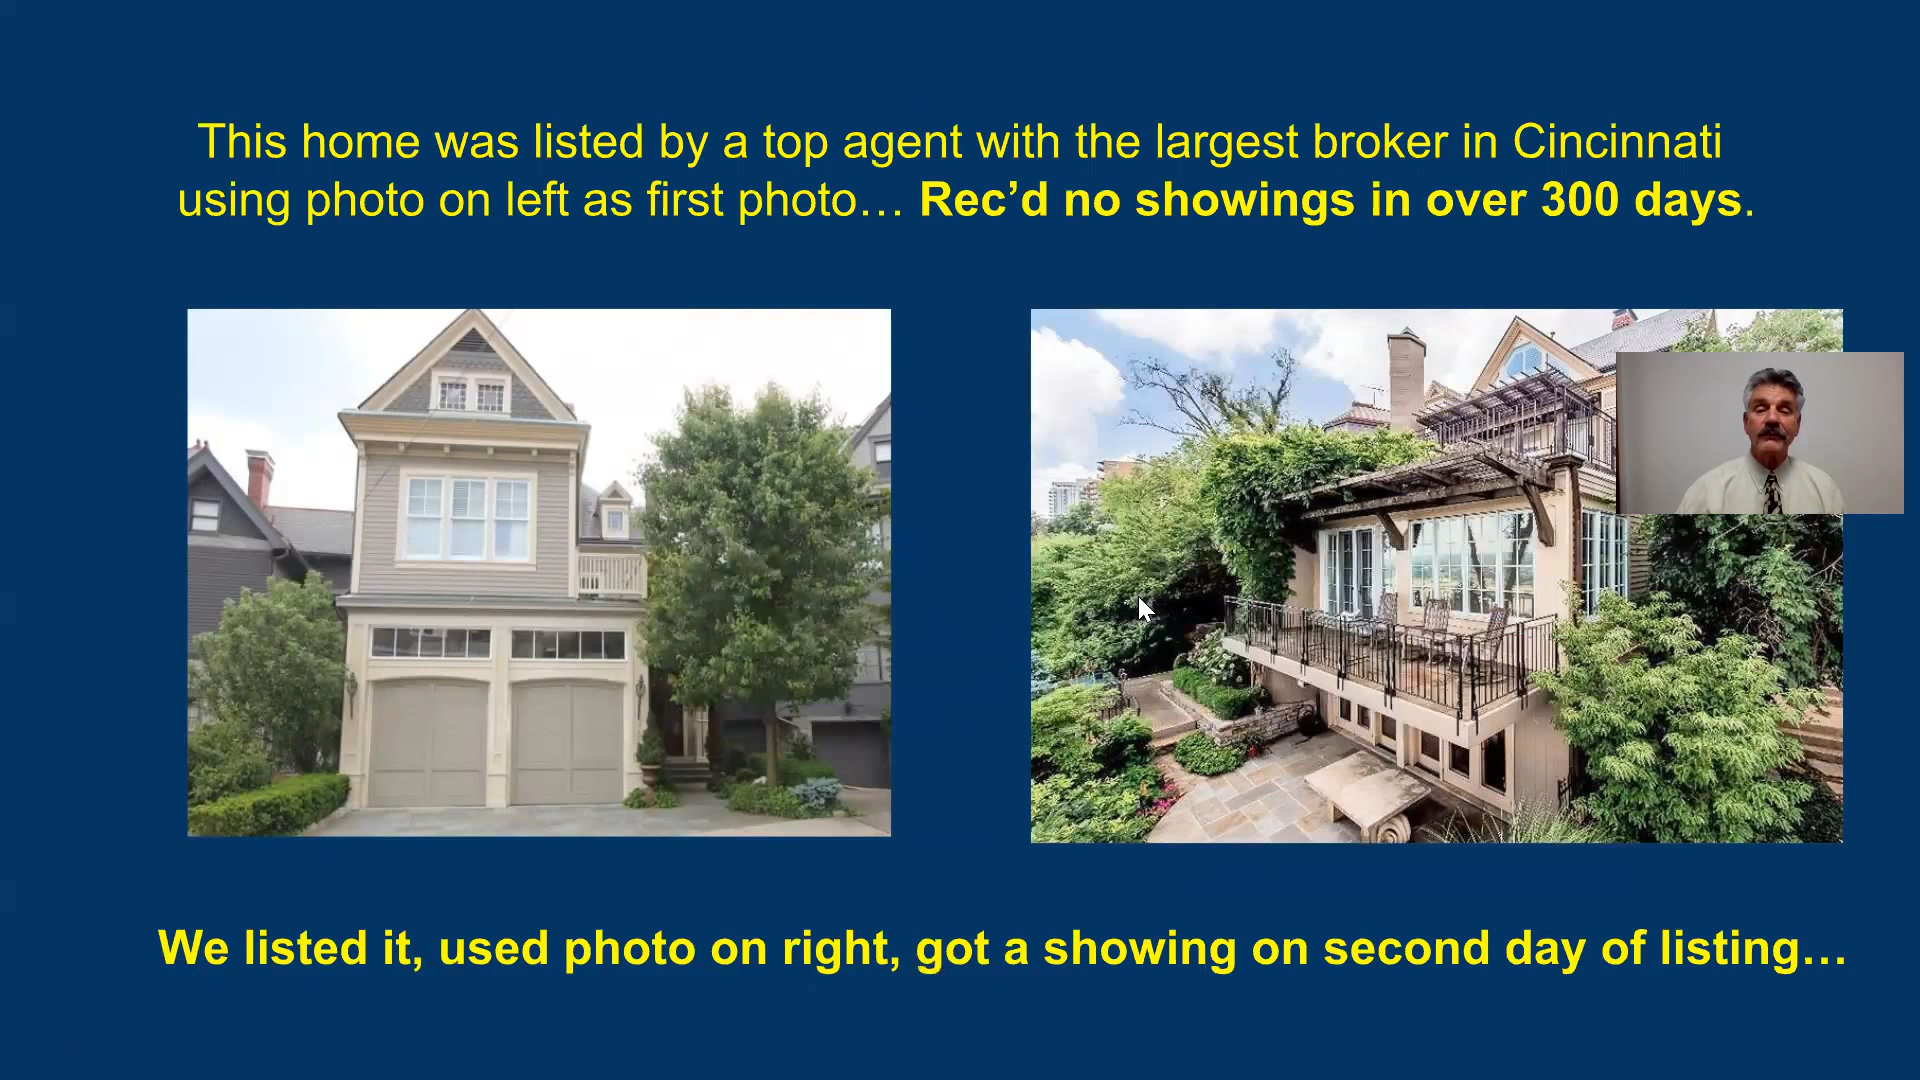 This home was listed by a top agent with the largest broker in Cincinnati
using photo on left as first photo… Rec’d no showings in over 300 days.
We listed it, used photo on right, got a showing on second day of listing…